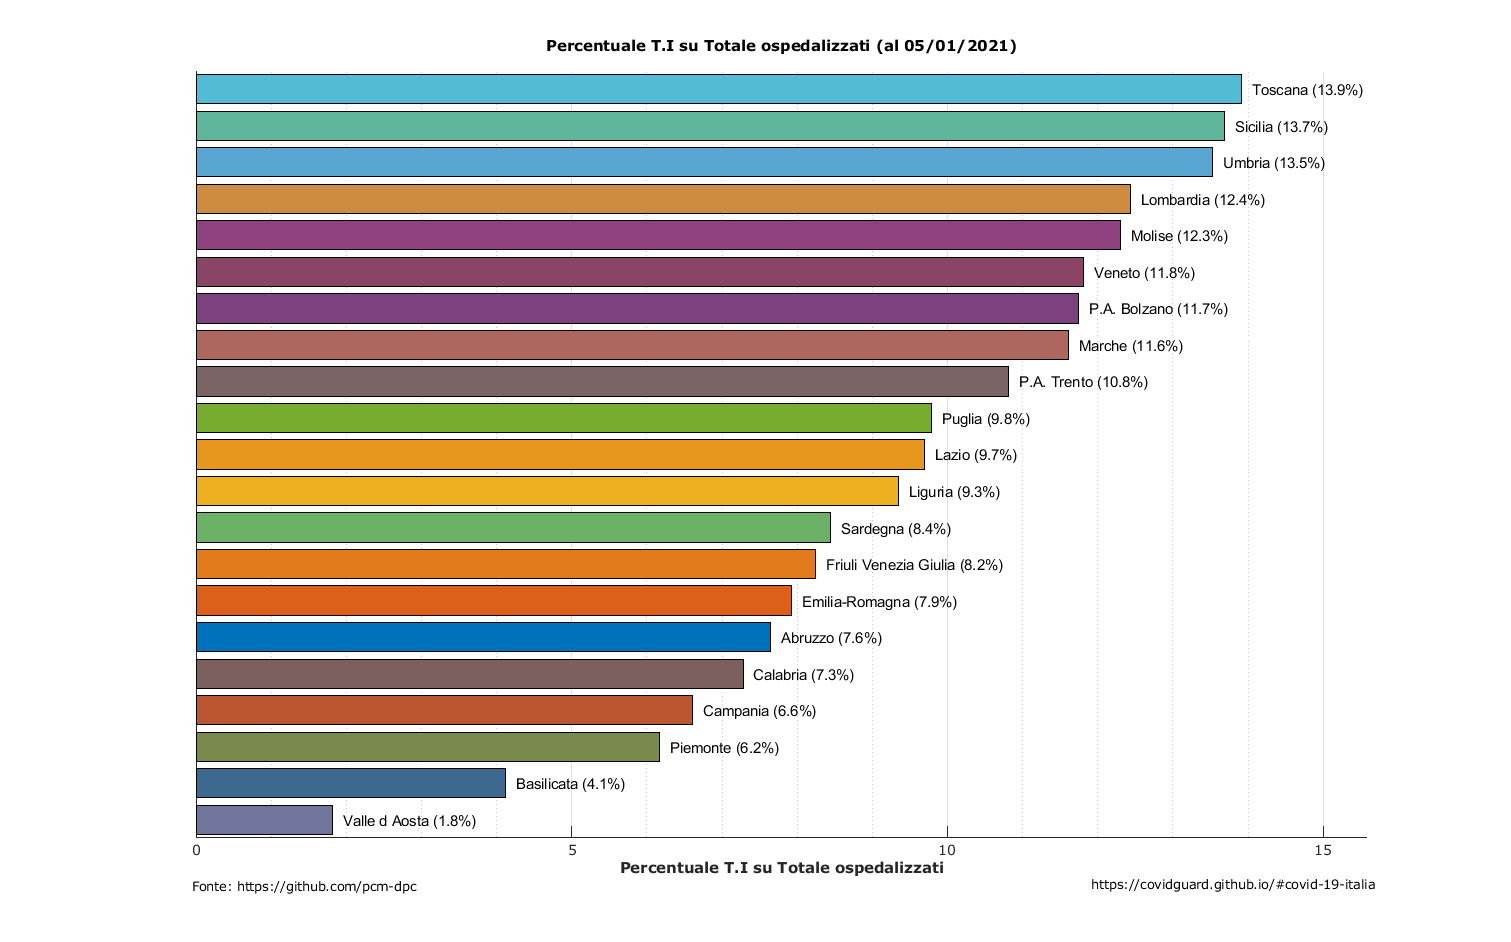 Percentuale T.I su Totale ospedalizzati (al 05/01/2021)
Toscana (13.9%)
Sicilia (13.7%)
Umbria (13.5%)
Lombardia (12.4%)
Molise (12.3%)
Veneto (11.8%)
P.A. Bolzano (11.7%)
Marche (11.6%)
P.A. Trento (10.8%)
Puglia (9.8%)
Lazio (9.7%)
Liguria (9.3%)
Sardegna (8.4%)
Friuli Venezia Giulia (8.2%)
Emilia-Romagna (7.9%)
Abruzzo (7.6%)
Calabria (7.3%)
Campania (6.6%)
Piemonte (6.2%)
Basilicata (4.1%)
Valle d Aosta (1.8%)
0 5 10 15
Percentuale T.I su Totale ospedalizzati
Fonte: https://github.com/pcm-dpc
https://covidguard.github.io/#covid-19-italia